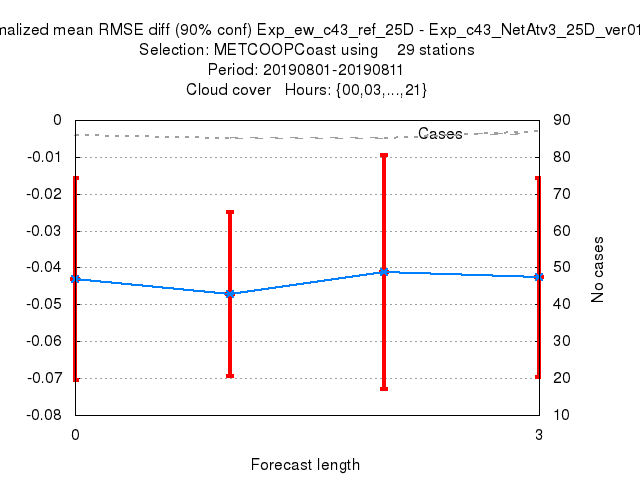 malized mean RMSE diff (90% conf) Exp_ew_c43_ref_25D - Exp_c43_NetAtv3_25D_ver01
Selection: METCOOPCoast using 29 stations
Period: 20190801-20190811
Cloud cover Hours: {00,03,...,21}
0
-0.01
-0.02
-0.03
-0.04
-0.05
-0.06
-0.07
-0.08
Cases
90
80
70
60
50
40
30
20
10
No cases
0
3
Forecast length